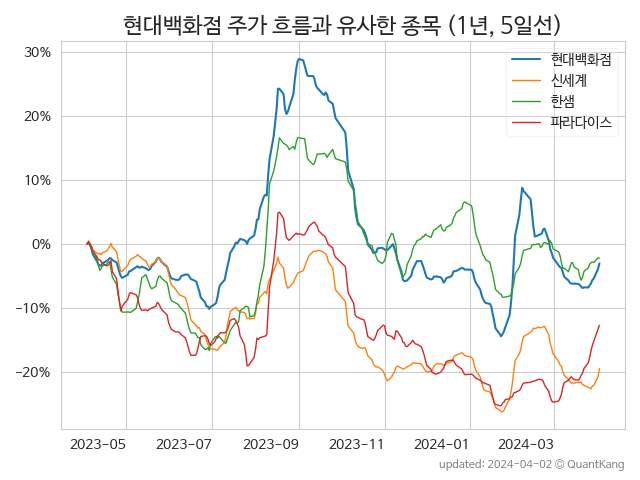 현대백화점 주가 흐름과 유사한 종목 (1년, 5일선)
현대백화점
신세계
한샘
파라다이스
30%
20%
10%
0%
−10%
−20%
2023-05 2023-07 2023-09 2023-11 2024-01 2024-03
updated: 2024-04-02 © QuantKang